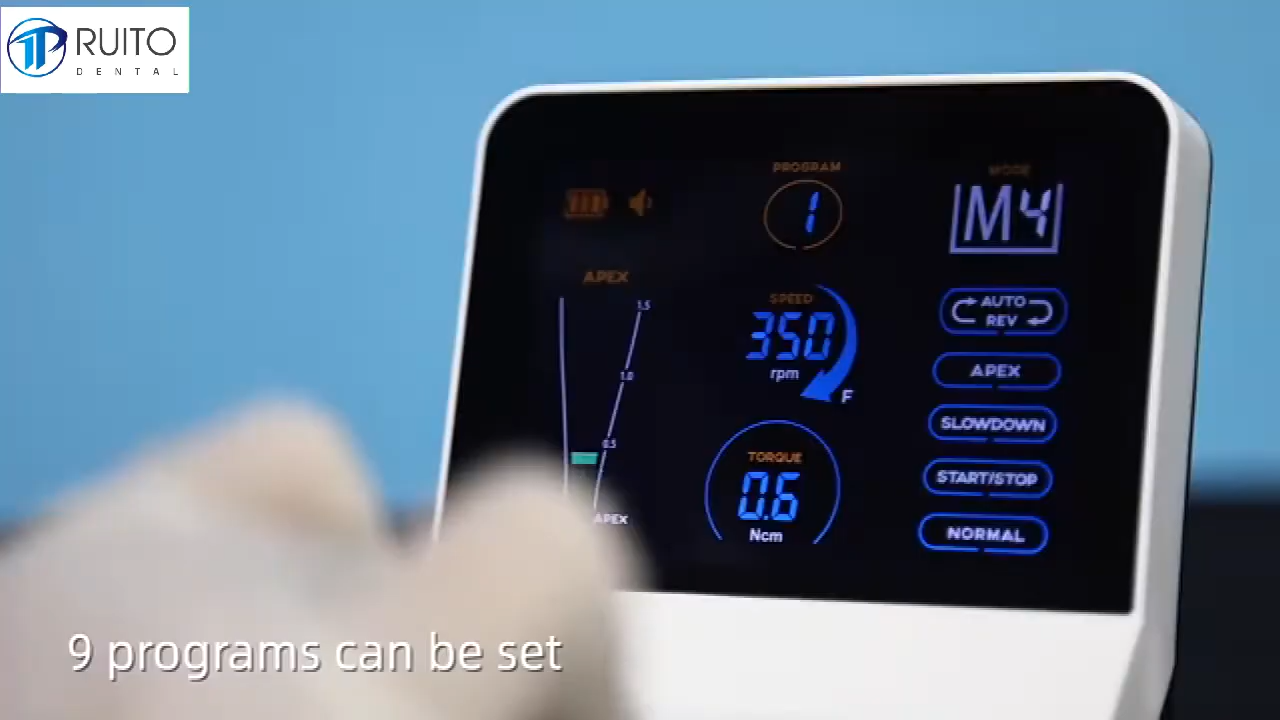 RUITO
DENTAL
PROGRAM
1
MODE
M4
APEX
1.5
1.0
0.5
APEX
SPEED
350
rpm
F
TORQUE
0.6
Ncm
AUTO
REV
APEX
SLOWDOWN
START/STOP
NORMAL
9 programs can be set